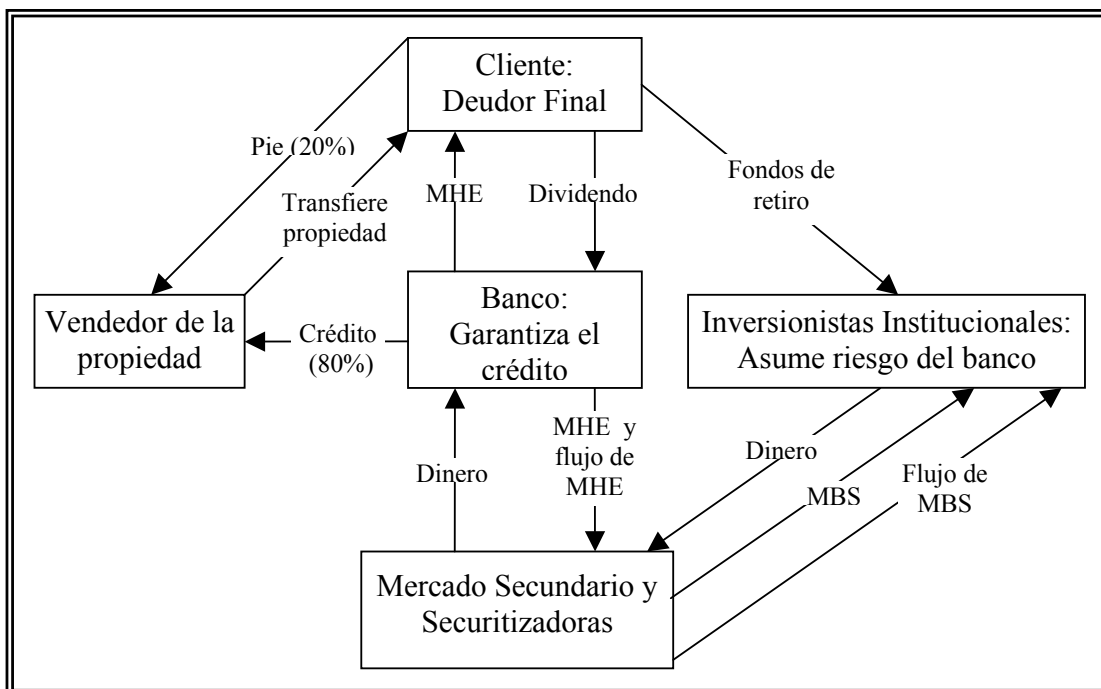 Cliente:
Deudor Final
Pie (20%)
Transfiere
propiedad
MHE
Dividendo
Fondos de
retiro
Vendedor de la
propiedad
Crédito
(80%)
Banco:
Garantiza el
crédito
Inversionistas Institucionales:
Asume riesgo del banco
Dinero
MHE y
flujo de
MHE
Dinero
MBS
Flujo de
MBS
Mercado Secundario y
Securitizadoras